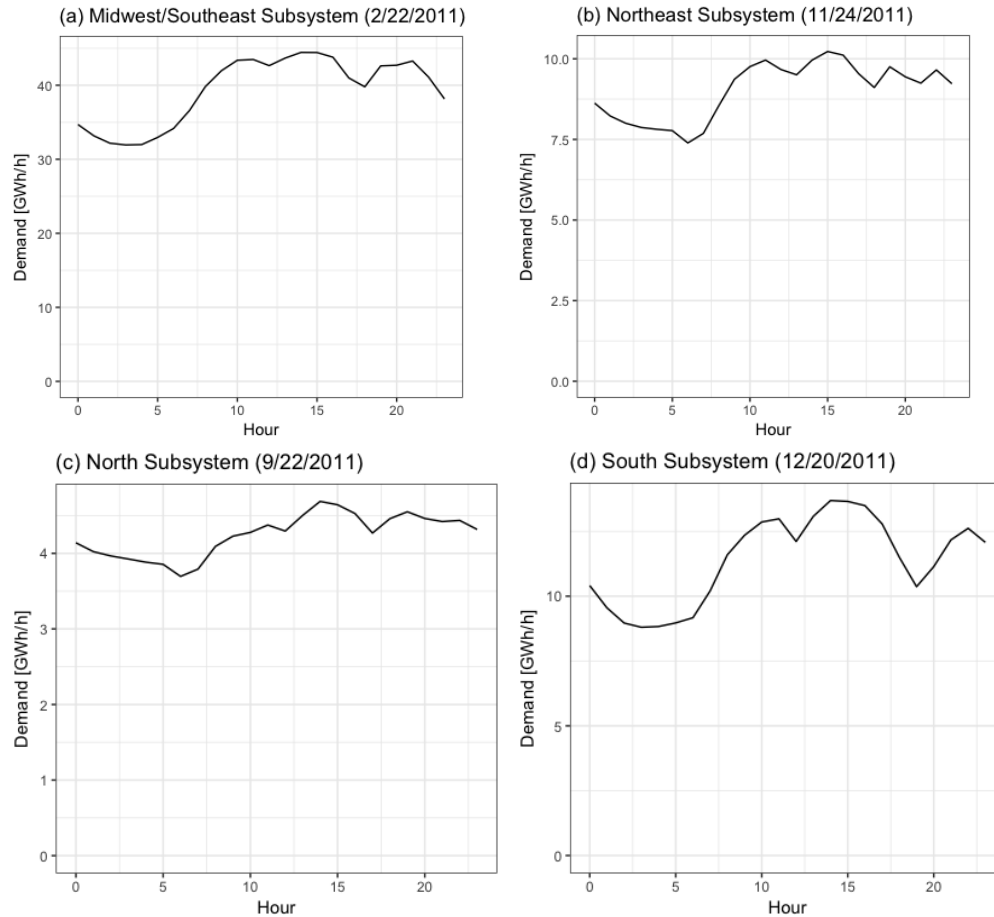 (a) Midwest/Southeast Subsystem (2/22/2011)
40
30
20
10
0
Demand [GWh/h]
0 5 10 15 20
Hour
(b) Northeast Subsystem (11/24/2011)
10.0
7.5
5.0
2.5
0.0
Demand [GWh/h]
0 5 10 15 20
Hour
(c) North Subsystem (9/22/2011)
4
3
2
1
0
Demand [GWh/h]
0 5 10 15 20
Hour
(d) South Subsystem (12/20/2011)
10
5
0
Demand [GWh/h]
0 5 10 15 20
Hour